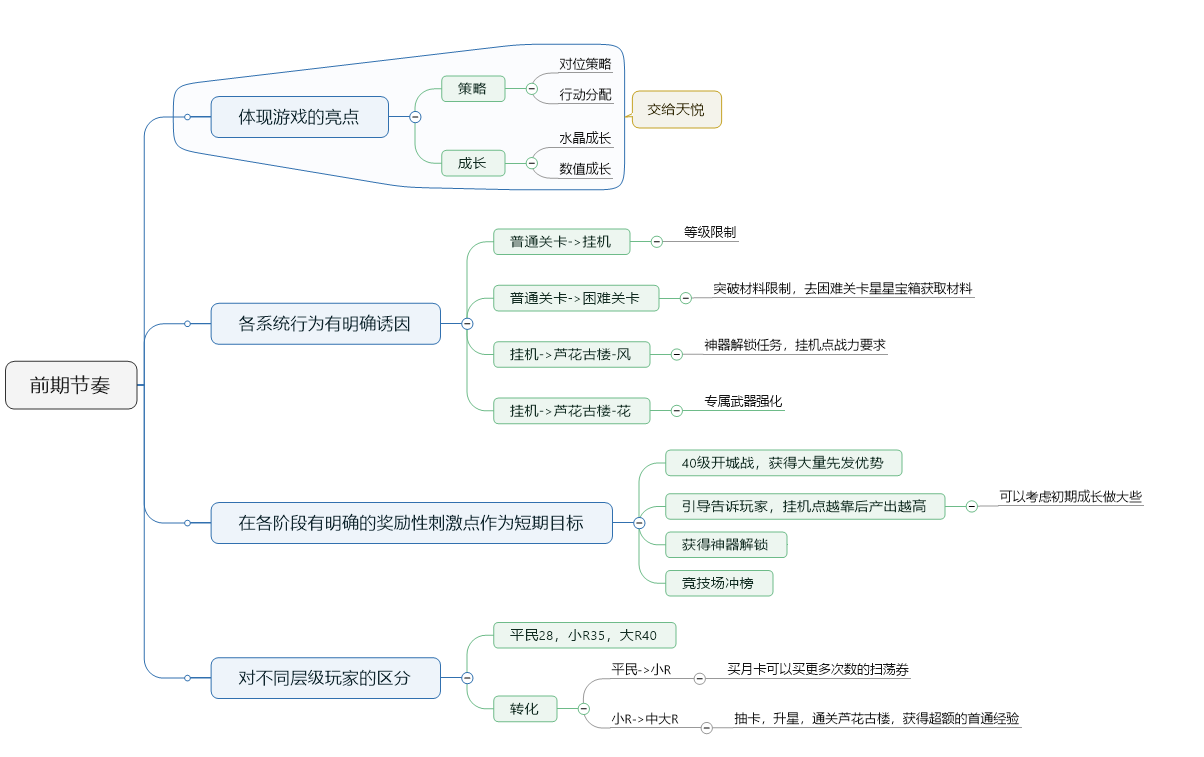 前期节奏
体现游戏的亮点
策略
对位策略
行动分配
成长
水晶成长
数值成长
交给天悦
各系统行为有明确诱因
普通关卡->挂机
等级限制
普通关卡->困难关卡
突破材料限制，去困难关卡星星宝箱获取材料
挂机->芦花古楼-风
神器解锁任务，挂机点战力要求
挂机->芦花古楼-花
专属武器强化
在各阶段有明确的奖励性刺激点作为短期目标
40级开城战，获得大量先发优势
引导告诉玩家，挂机点越靠后产出越高
可以考虑初期成长做大些
获得神器解锁
竞技场冲榜
对不同层级玩家的区分
平民28，小R35，大R40
转化
平民->小R
买月卡可以买更多次数的扫荡券
小R->中大R
抽卡，升星，通关芦花古楼，获得超额的首通经验